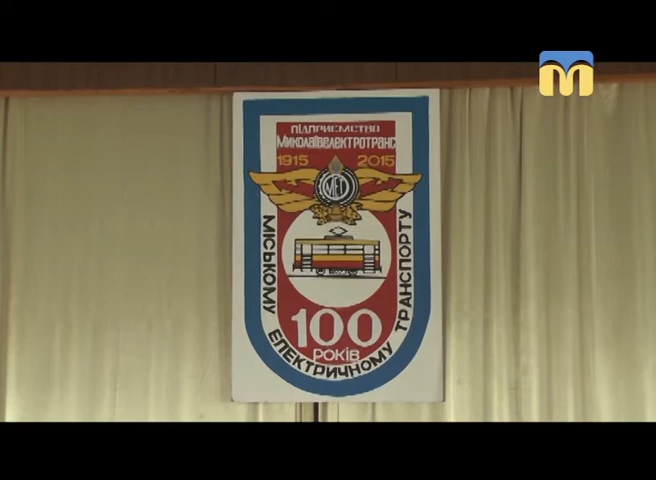 M
ПІДПРИЄМСТВО
МИКОЛАЇВЕЛЕКТРОТРАНС
1915 2015
МЕТ
МІСЬКОМУ ЕЛЕКТРИЧНОМУ ТРАНСПОРТУ
100
РОКІВ